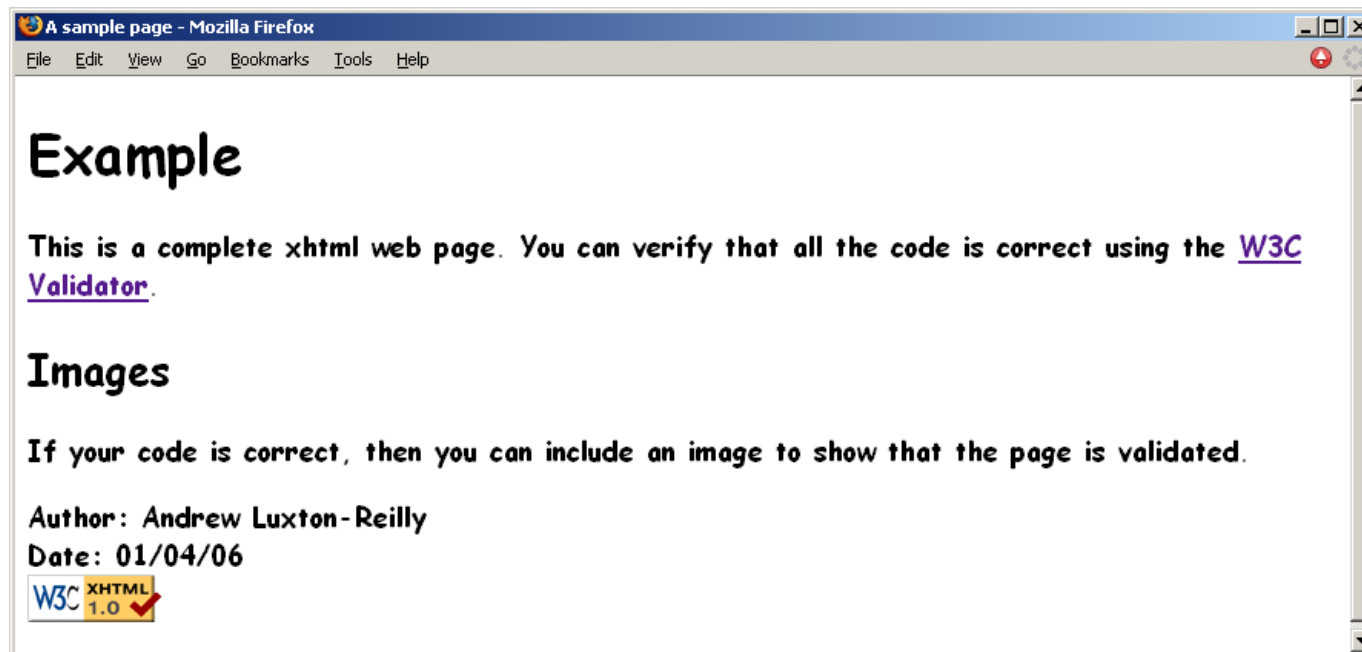 A sample page - Mozilla Firefox
File Edit View Go Bookmarks Tools Help
Example
This is a complete xhtml web page. You can verify that all the code is correct using the W3C
Validator.
Images
If your code is correct, then you can include an image to show that the page is validated.
Author: Andrew Luxton-Reilly
Date: 01/04/06
W3C XHTML
1.0